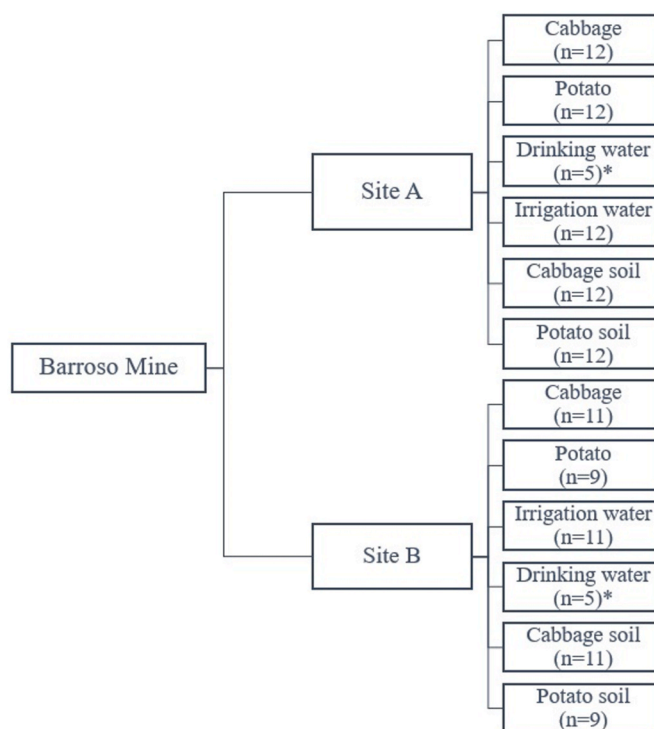 Barroso Mine
Site A
Cabbage
(n=12)
Potato
(n=12)
Drinking water
(n=5)*
Irrigation water
(n=12)
Cabbage soil
(n=12)
Potato soil
(n=12)
Site B
Cabbage
(n=11)
Potato
(n=9)
Irrigation water
(n=11)
Drinking water
(n=5)*
Cabbage soil
(n=11)
Potato soil
(n=9)